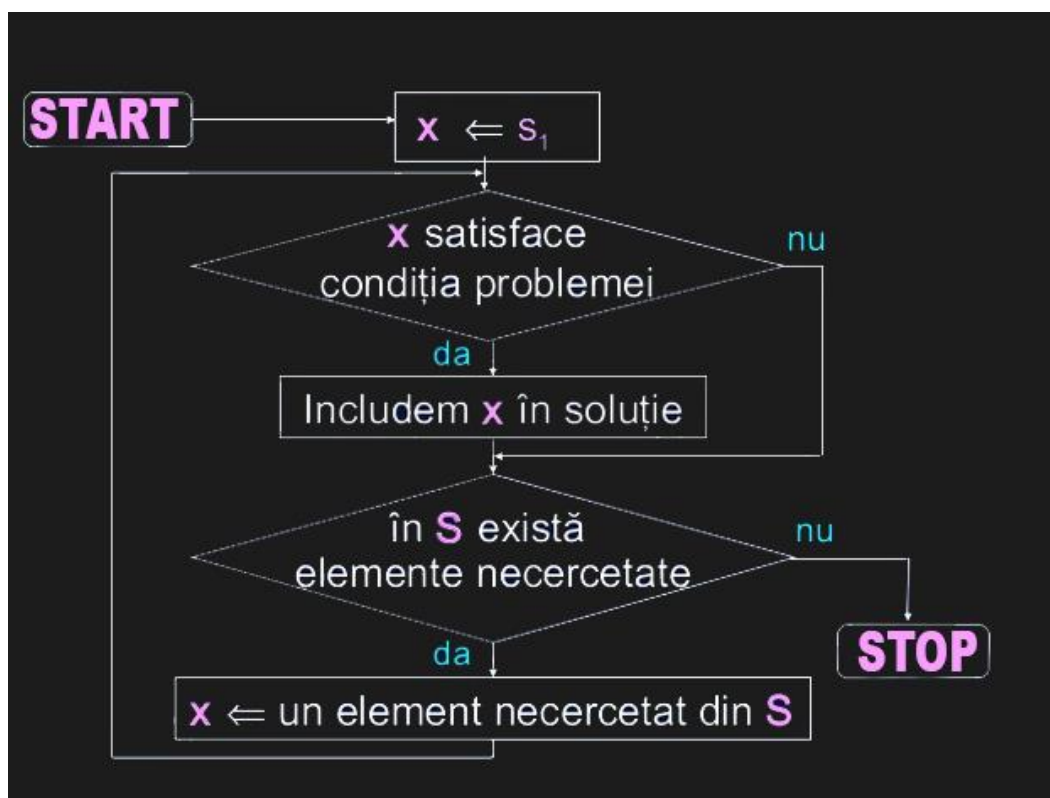 START
x ⇐ s₁
x satisface
condiția problemei
nu
da
Includem x în soluție
în S există
elemente necercetate
nu
da
STOP
x ⇐ un element necercetat din S